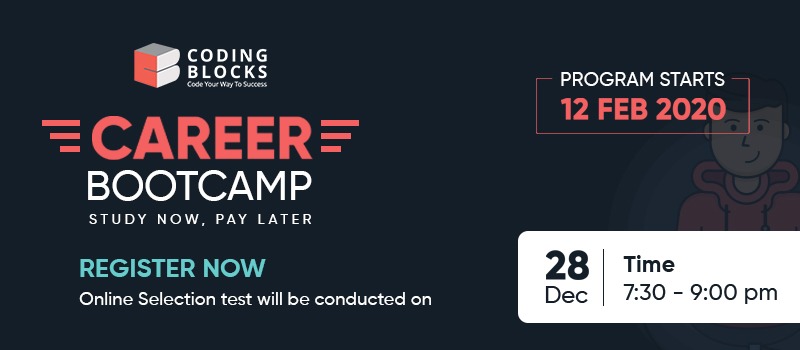 CODING
BLOCKS
Code Your Way To Success
CAREER
BOOTCAMP
STUDY NOW, PAY LATER
PROGRAM STARTS
12 FEB 2020
REGISTER NOW
Online Selection test will be conducted on
28
Dec
Time
7:30 - 9:00 pm